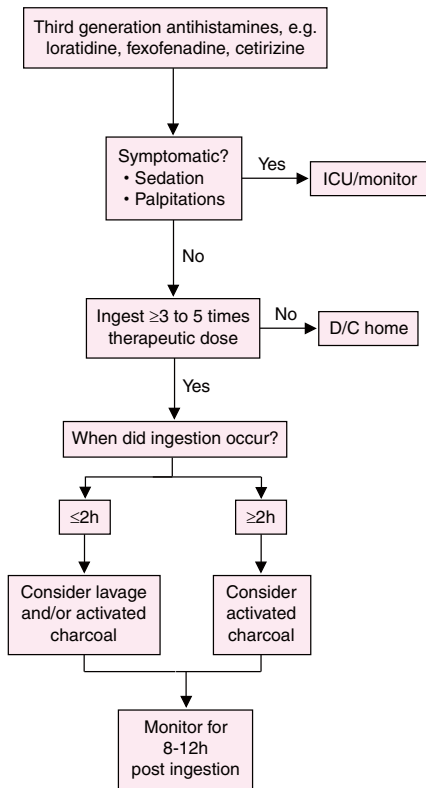 Third generation antihistamines, e.g.
loratidine, fexofenadine, cetirizine
Symptomatic?
• Sedation
• Palpitations
Yes
ICU/monitor
No
Ingest ≥3 to 5 times
therapeutic dose
No
D/C home
Yes
When did ingestion occur?
≤2h
≥2h
Consider lavage
and/or activated
charcoal
Consider
activated
charcoal
Monitor for
8-12h
post ingestion